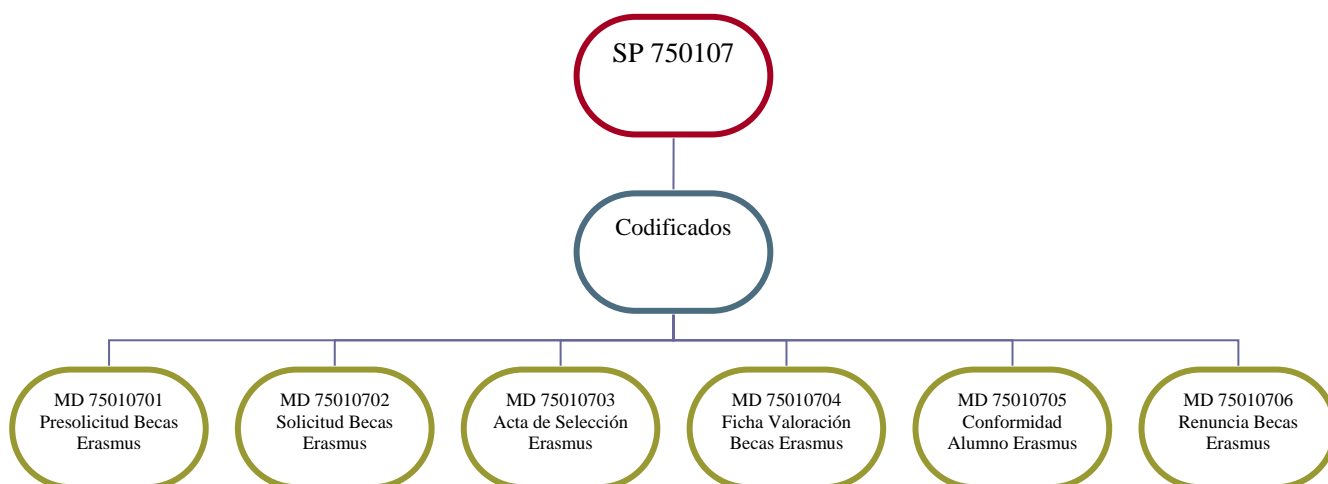 SP 750107
Codificados
MD 75010701
Presolicitud Becas
Erasmus
MD 75010702
Solicitud Becas
Erasmus
MD 75010703
Acta de Selección
Erasmus
MD 75010704
Ficha Valoración
Becas Erasmus
MD 75010705
Conformidad
Alumno Erasmus
MD 75010706
Renuncia Becas
Erasmus